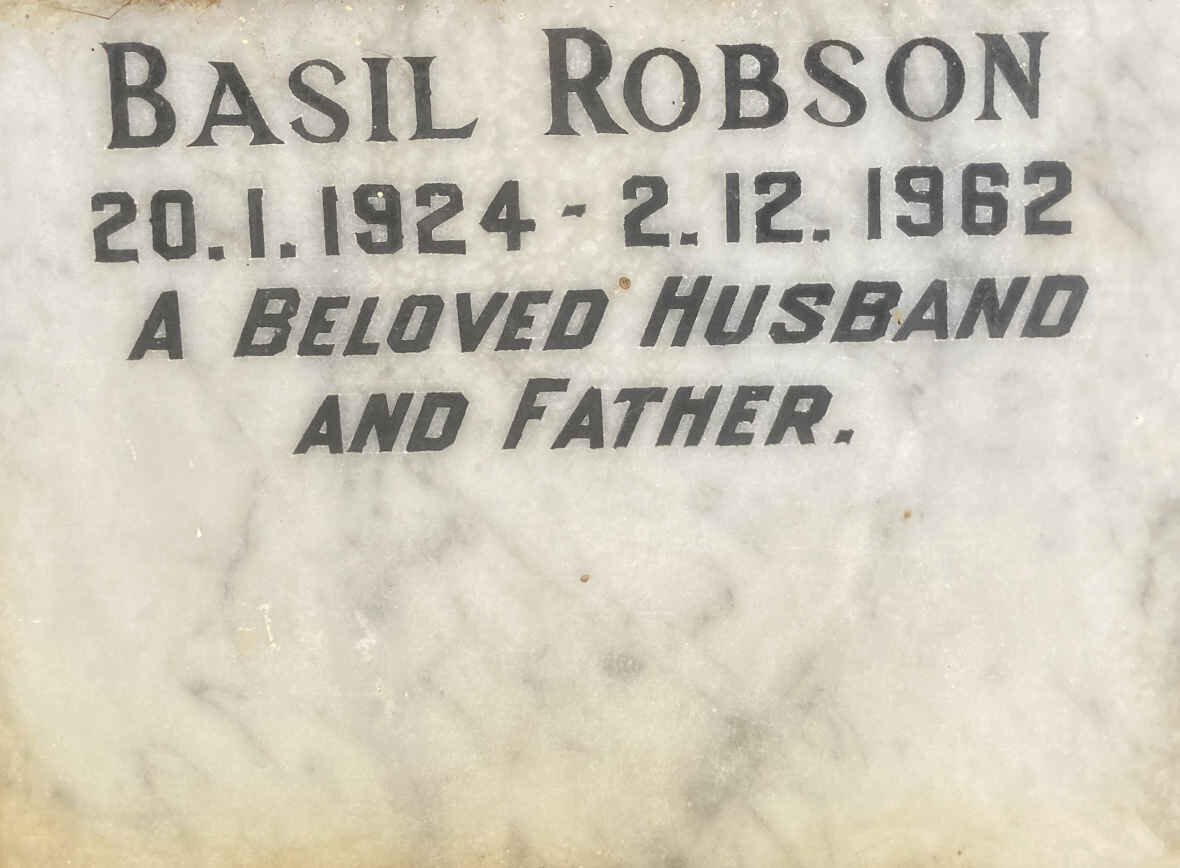 BASIL ROBSON
20.1.1924 - 2.12.1962
A BELOVED HUSBAND
AND FATHER.